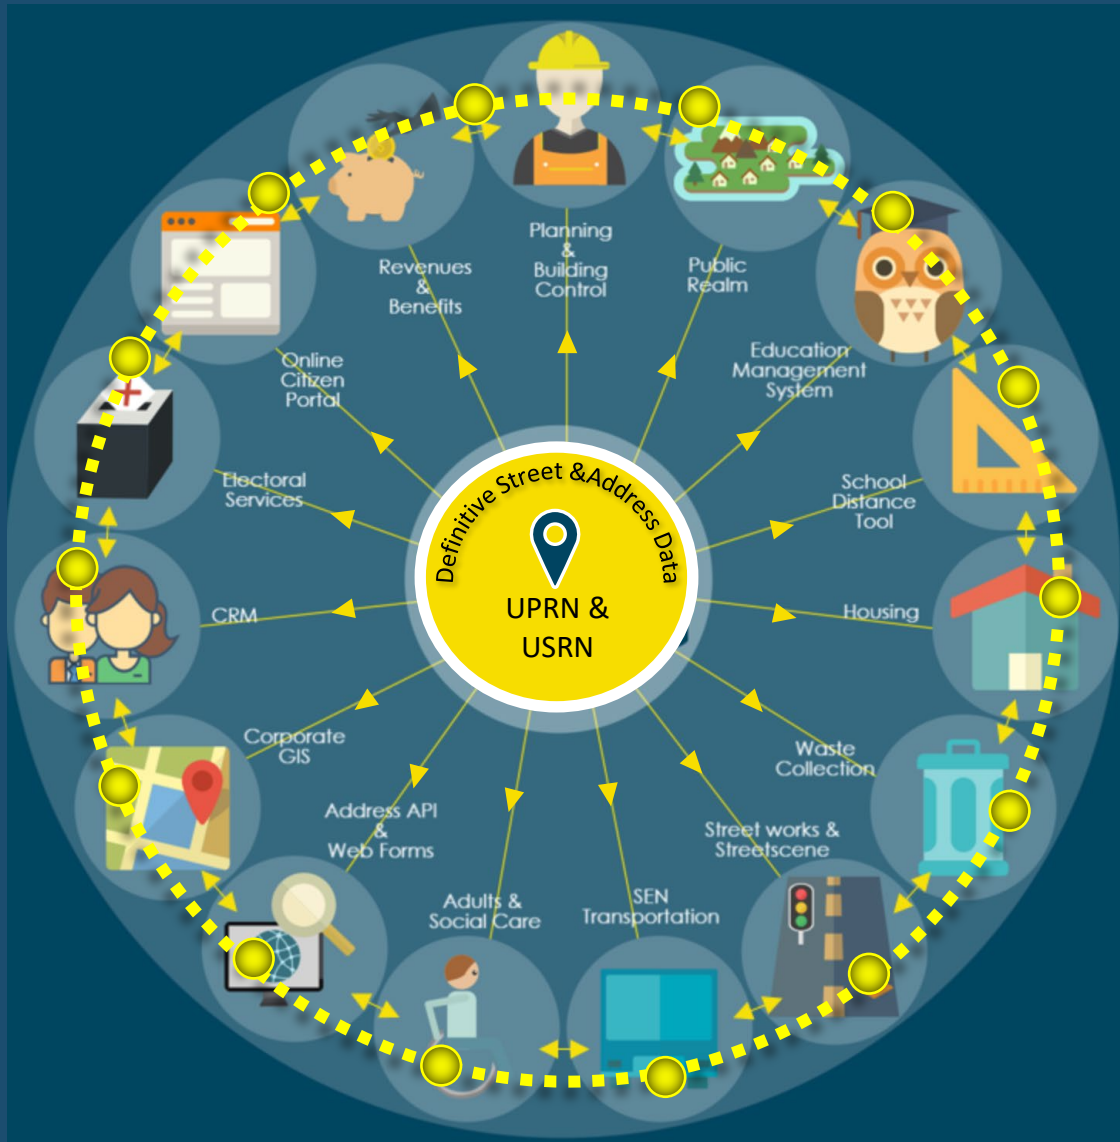 Definitive Street &Address Data
UPRN &
USRN
Planning
&
Building
Control
Public
Realm
Education
Management
System
School
Distance
Tool
Housing
Waste
Collection
Street works &
Streetscene
SEN
Transportation
Adults &
Social Care
Address API
&
Web Forms
Corporate
GIS
CRM
Electoral
Services
Online
Citizen
Portal
Revenues
&
Benefits